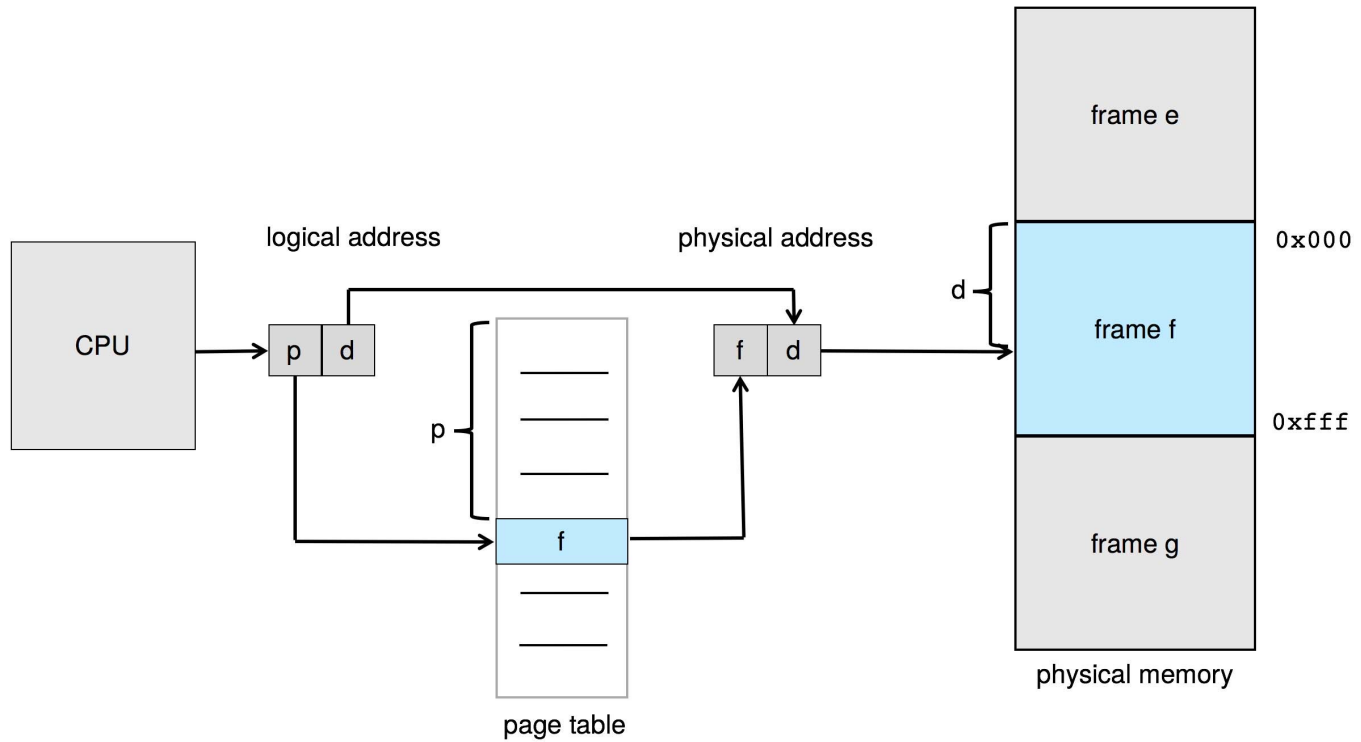 frame e
logical address
physical address
0x000
d
frame f
CPU
p
d
f
d
p
0xfff
f
frame g
physical memory
page table